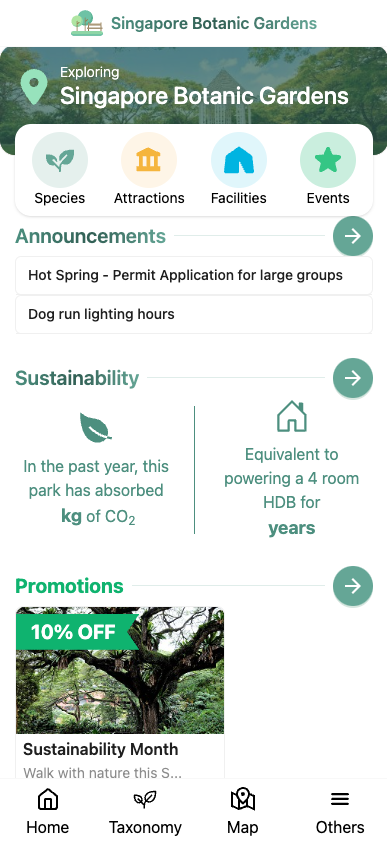 Singapore Botanic Gardens
Exploring
Singapore Botanic Gardens
Species
Attractions
Facilities
Events
Announcements
Hot Spring - Permit Application for large groups
Dog run lighting hours
Sustainability
In the past year, this
park has absorbed
kg of CO₂
Equivalent to
powering a 4 room
HDB for
years
Promotions
10% OFF
Sustainability Month
Walk with nature this S...
Home
Taxonomy
Map
Others